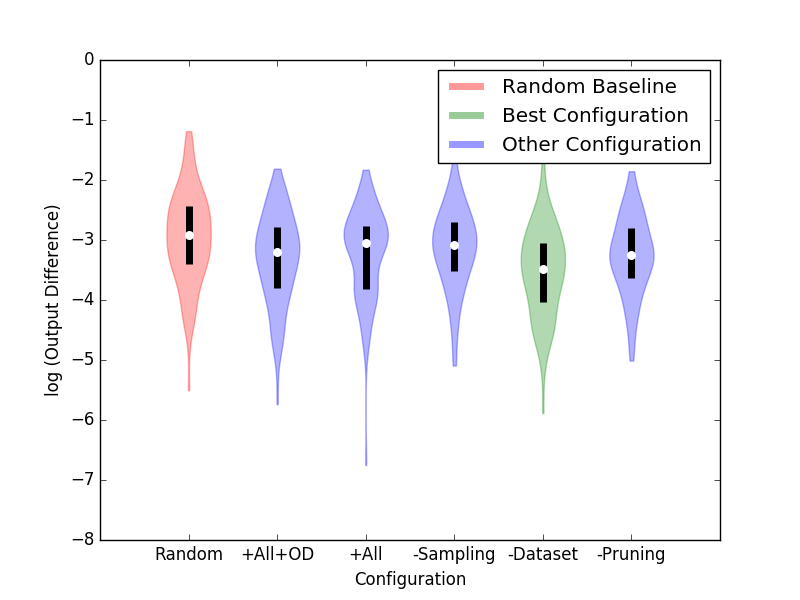 0
−1
−2
−3
−4
−5
−6
−7
−8
log (Output Difference)
Random Baseline
Best Configuration
Other Configuration
Random +All+OD +All -Sampling -Dataset -Pruning
Configuration